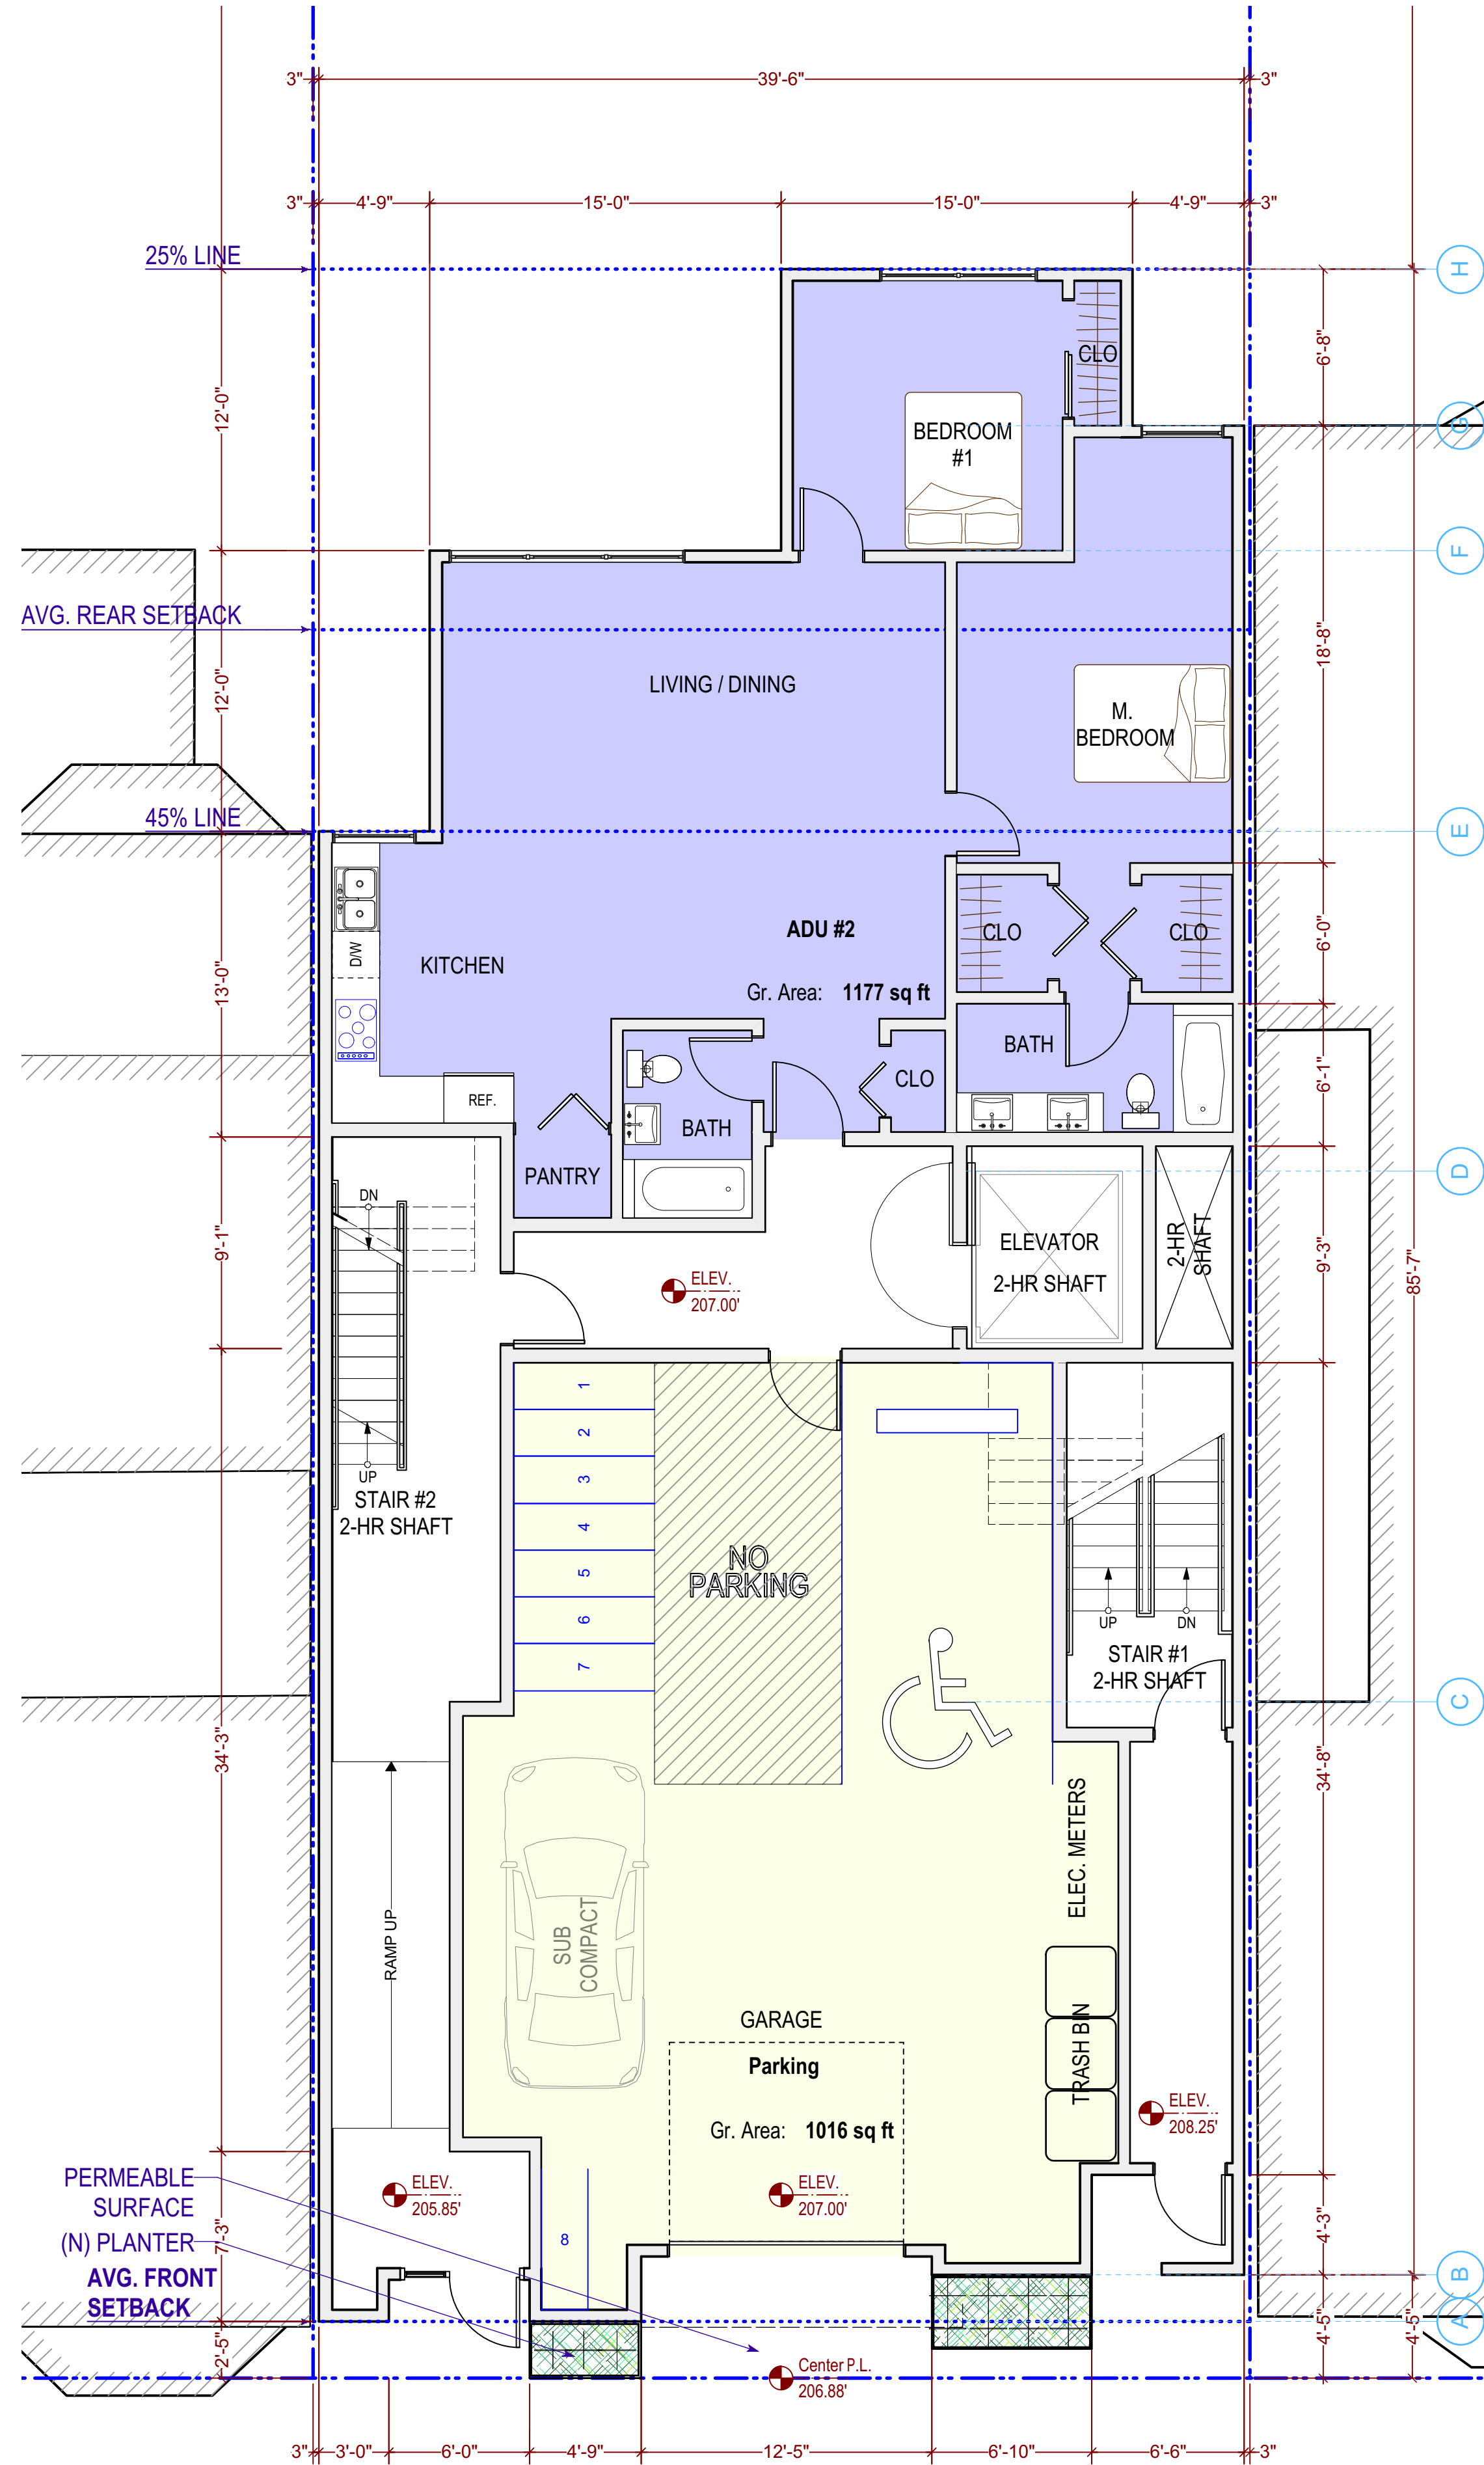 3"
39'-6"
3"
3"
4'-9"
15'-0"
15'-0"
4'-9"
3"
25% LINE
H
6'-8"
CLO
12'-0"
BEDROOM
#1
G
F
AVG. REAR SETBACK
18'-8"
LIVING / DINING
12'-0"
M.
BEDROOM
45% LINE
E
ADU #2
CLO
CLO
6'-0"
D/W
KITCHEN
13'-0"
Gr. Area: 1177 sq ft
BATH
6'-1"
CLO
REF.
BATH
PANTRY
D
DN
9'-1"
ELEVATOR
2-HR SHAFT
2-HR
SHAFT
9'-3"
85'-7"
ELEV.
207.00'
1
2
3
4
5
6
7
UP
STAIR #2
2-HR SHAFT
NO
PARKING
UP
DN
STAIR #1
2-HR SHAFT
C
34'-3"
34'-8"
ELEC. METERS
RAMP UP
SUB
COMPACT
GARAGE
Parking
TRASH BIN
Gr. Area: 1016 sq ft
ELEV.
208.25'
PERMEABLE
SURFACE
ELEV.
205.85'
ELEV.
207.00'
(N) PLANTER
7'-3"
8
4'-3"
AVG. FRONT
SETBACK
B
A
2'-5"
4'-5"
4'-5"
Center P.L.
206.88'
3"
3'-0"
6'-0"
4'-9"
12'-5"
6'-10"
6'-6"
3"